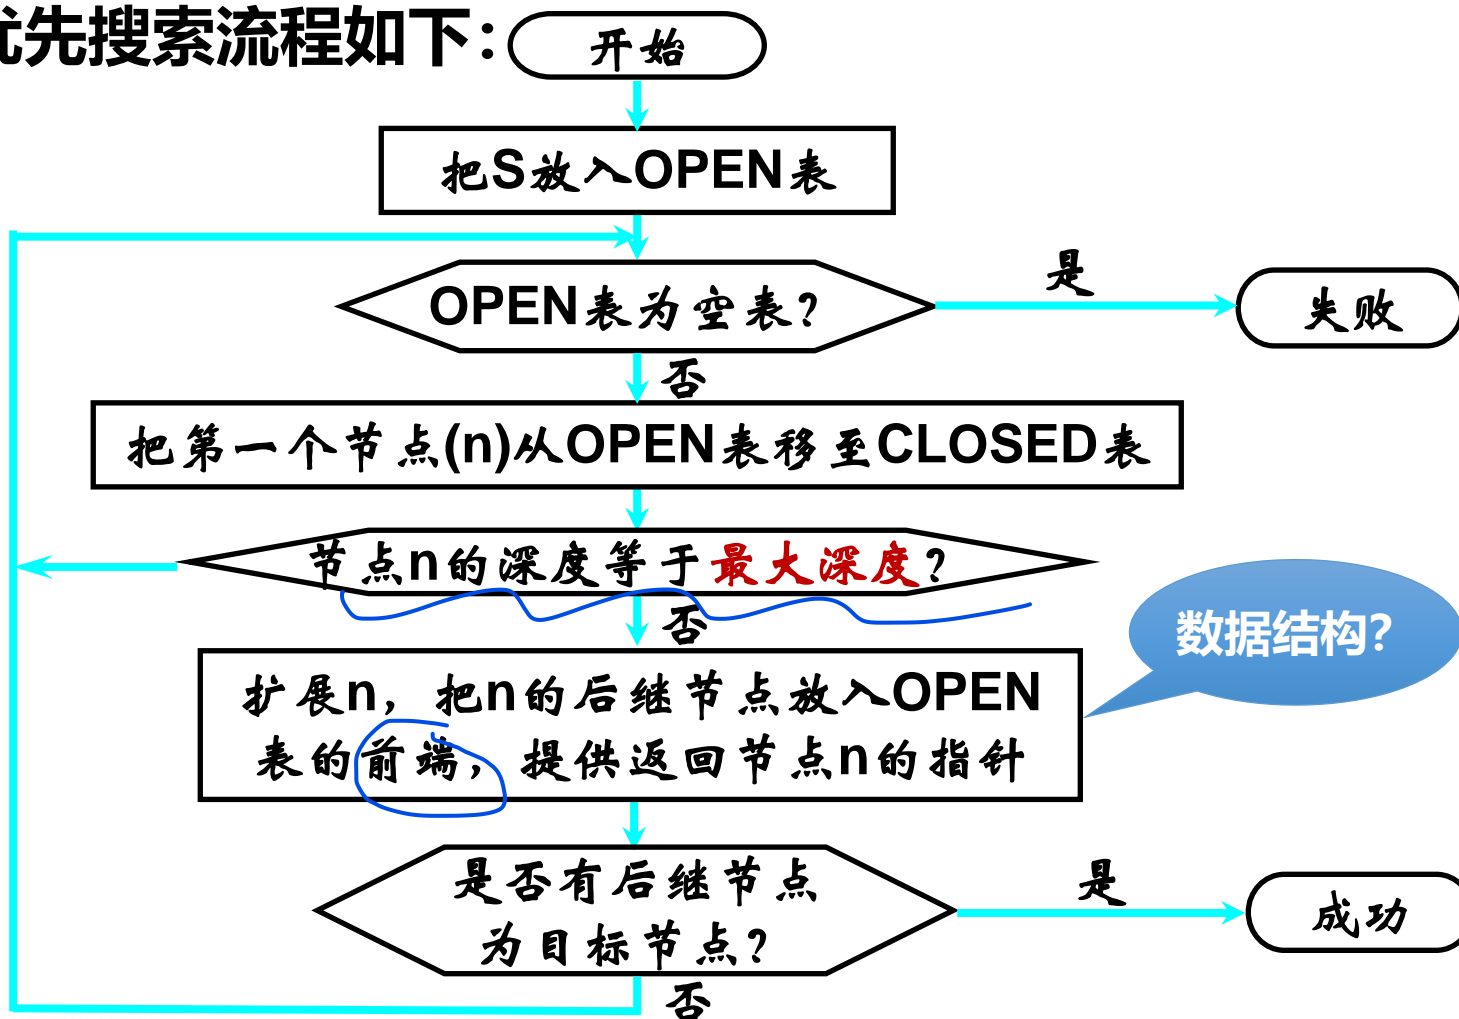 优先搜索流程如下：
开始
把S放入OPEN表
OPEN表为空表？
是
失败
否
把第一个节点(n)从OPEN表移至CLOSED表
节点n的深度等于最大深度？
否
数据结构？
扩展n，把n的后继节点放入OPEN
表的前端，提供返回节点n的指针
是否有后继节点
为目标节点？
是
成功
否